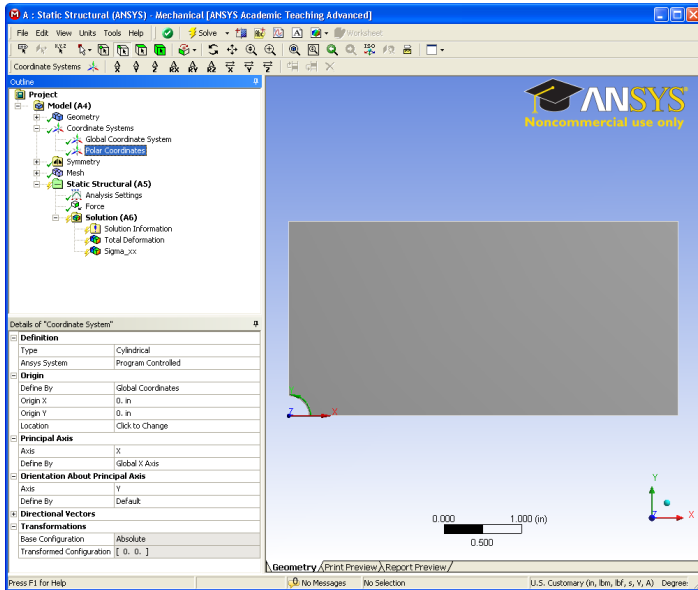 A : Static Structural (ANSYS) - Mechanical [ANSYS Academic Teaching Advanced]
File Edit View Units Tools Help Solve Worksheet
Coordinate Systems
Outline
Project
Model (A4)
Geometry
Coordinate Systems
Global Coordinate System
Polar Coordinates
Symmetry
Mesh
Static Structural (A5)
Analysis Settings
Force
Solution (A6)
Solution Information
Total Deformation
Sigma_xx
ANSYS
Noncommercial use only
Details of "Coordinate System"
Definition
Type Cylindrical
Ansys System Program Controlled
Origin
Define By Global Coordinates
Origin X 0. in
Origin Y 0. in
Location Click to Change
Principal Axis
Axis X
Define By Global X Axis
Orientation About Principal Axis
Axis Y
Define By Default
Directional Vectors
Transformations
Base Configuration Absolute
Transformed Configuration [ 0. 0. ]
Z X
Y
Z X
0.000 1.000 (in)
0.500
Geometry Print Preview Report Preview
Press F1 for Help No Messages No Selection U.S. Customary (in, lbm, lbf, s, V, A) Degree